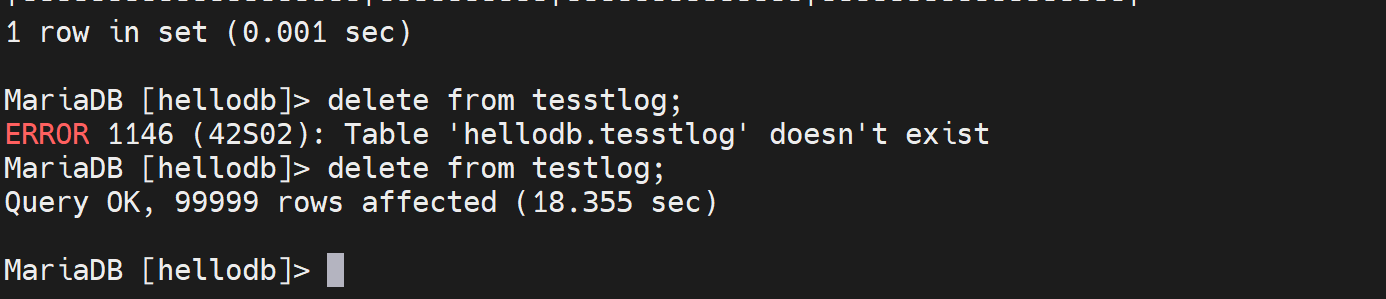 1 row in set (0.001 sec)
MariaDB [hellodb]> delete from tesstlog;
ERROR 1146 (42S02): Table 'hellodb.tesstlog' doesn't exist
MariaDB [hellodb]> delete from testlog;
Query OK, 99999 rows affected (18.355 sec)
MariaDB [hellodb]>